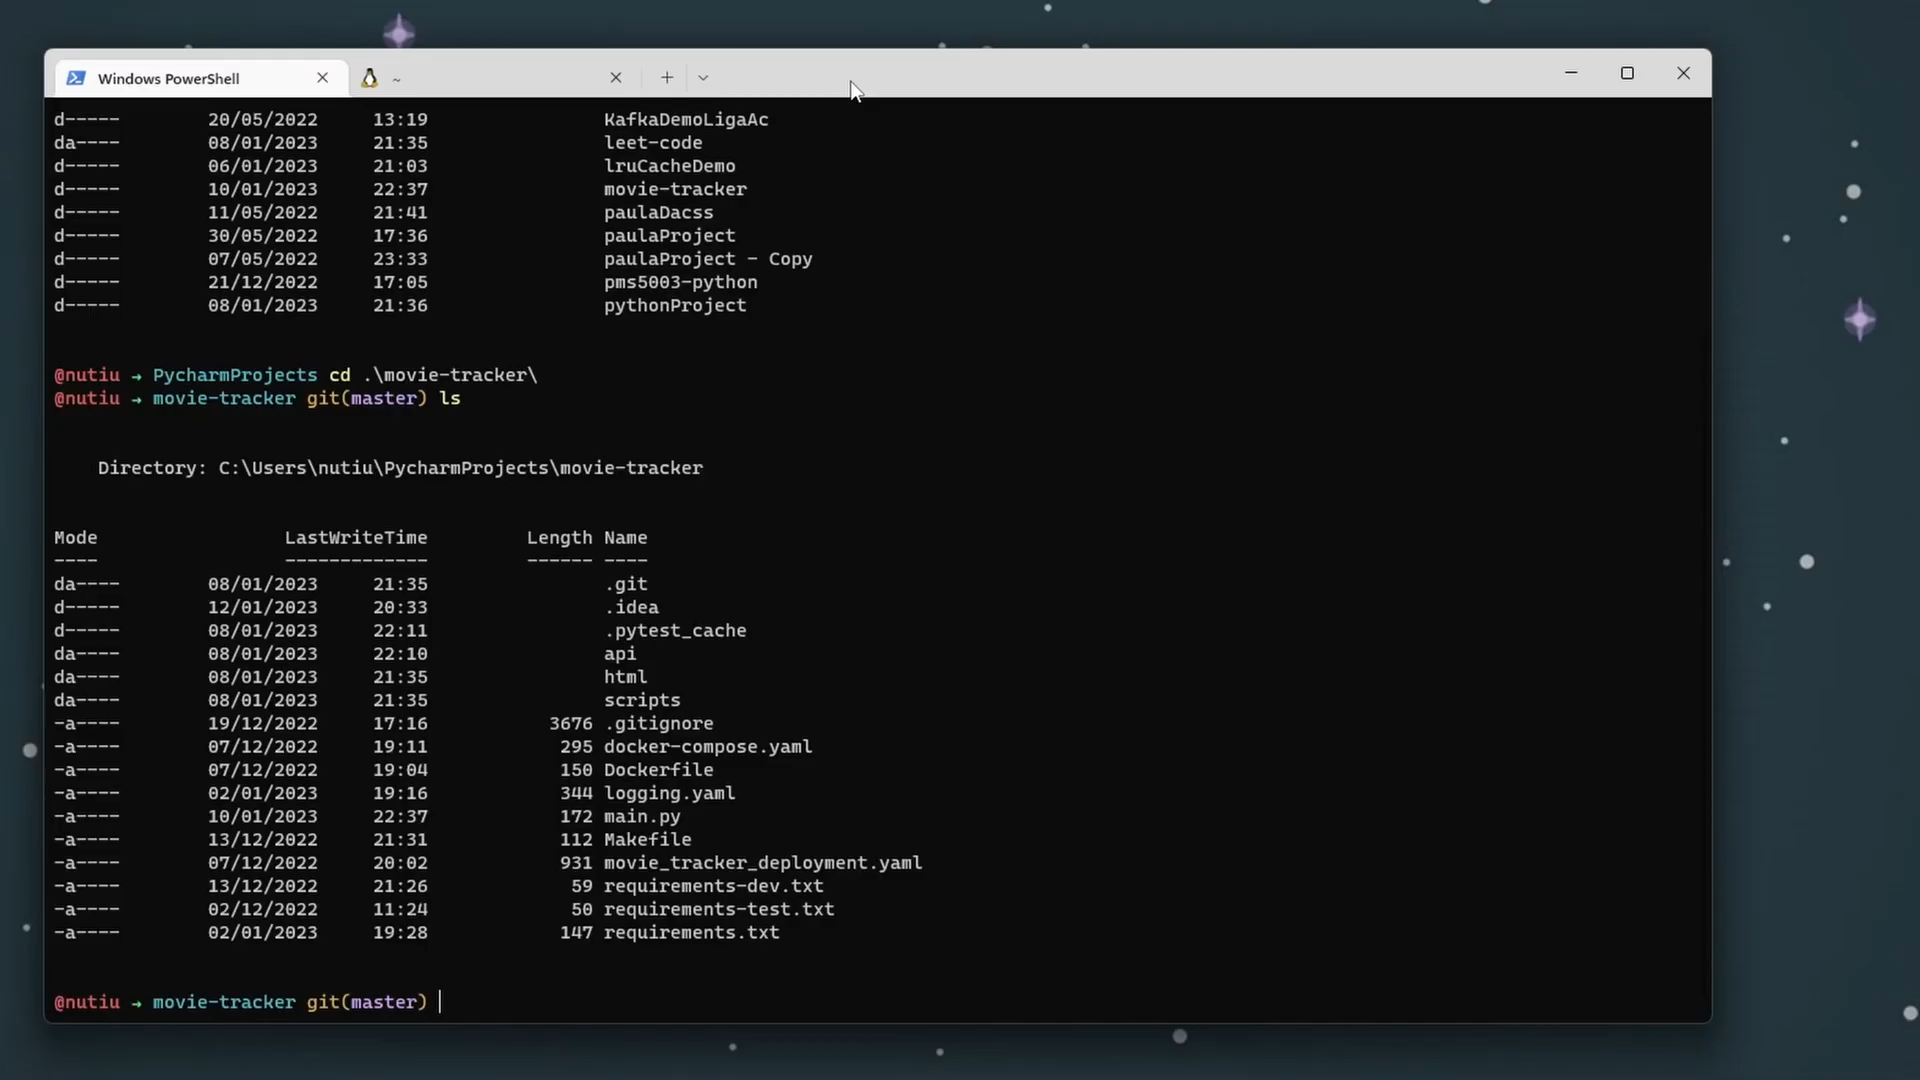 Windows PowerShell
~
d-----        20/05/2022     13:19                KafkaDemoLigaAc
da----        08/01/2023     21:35                leet-code
d-----        06/01/2023     21:03                lruCacheDemo
d-----        10/01/2023     22:37                movie-tracker
d-----        11/05/2022     21:41                paulaDacss
d-----        30/05/2022     17:36                paulaProject
d-----        07/05/2022     23:33                paulaProject - Copy
d-----        21/12/2022     17:05                pms5003-python
d-----        08/01/2023     21:36                pythonProject
@nutiu → PycharmProjects cd .\movie-tracker\
@nutiu → movie-tracker git(master) ls
    Directory: C:\Users\nutiu\PycharmProjects\movie-tracker
Mode                 LastWriteTime         Length Name
----                 -------------         ------ ----
da----        08/01/2023     21:35                .git
d-----        12/01/2023     20:33                .idea
d-----        08/01/2023     22:11                .pytest_cache
da----        08/01/2023     22:10                api
da----        08/01/2023     21:35                html
da----        08/01/2023     21:35                scripts
-a----        19/12/2022     17:16           3676 .gitignore
-a----        07/12/2022     19:11            295 docker-compose.yaml
-a----        07/12/2022     19:04            150 Dockerfile
-a----        02/01/2023     19:16            344 logging.yaml
-a----        10/01/2023     22:37            172 main.py
-a----        13/12/2022     21:31            112 Makefile
-a----        07/12/2022     20:02            931 movie_tracker_deployment.yaml
-a----        13/12/2022     21:26             59 requirements-dev.txt
-a----        02/12/2022     11:24             50 requirements-test.txt
-a----        02/01/2023     19:28            147 requirements.txt
@nutiu → movie-tracker git(master)